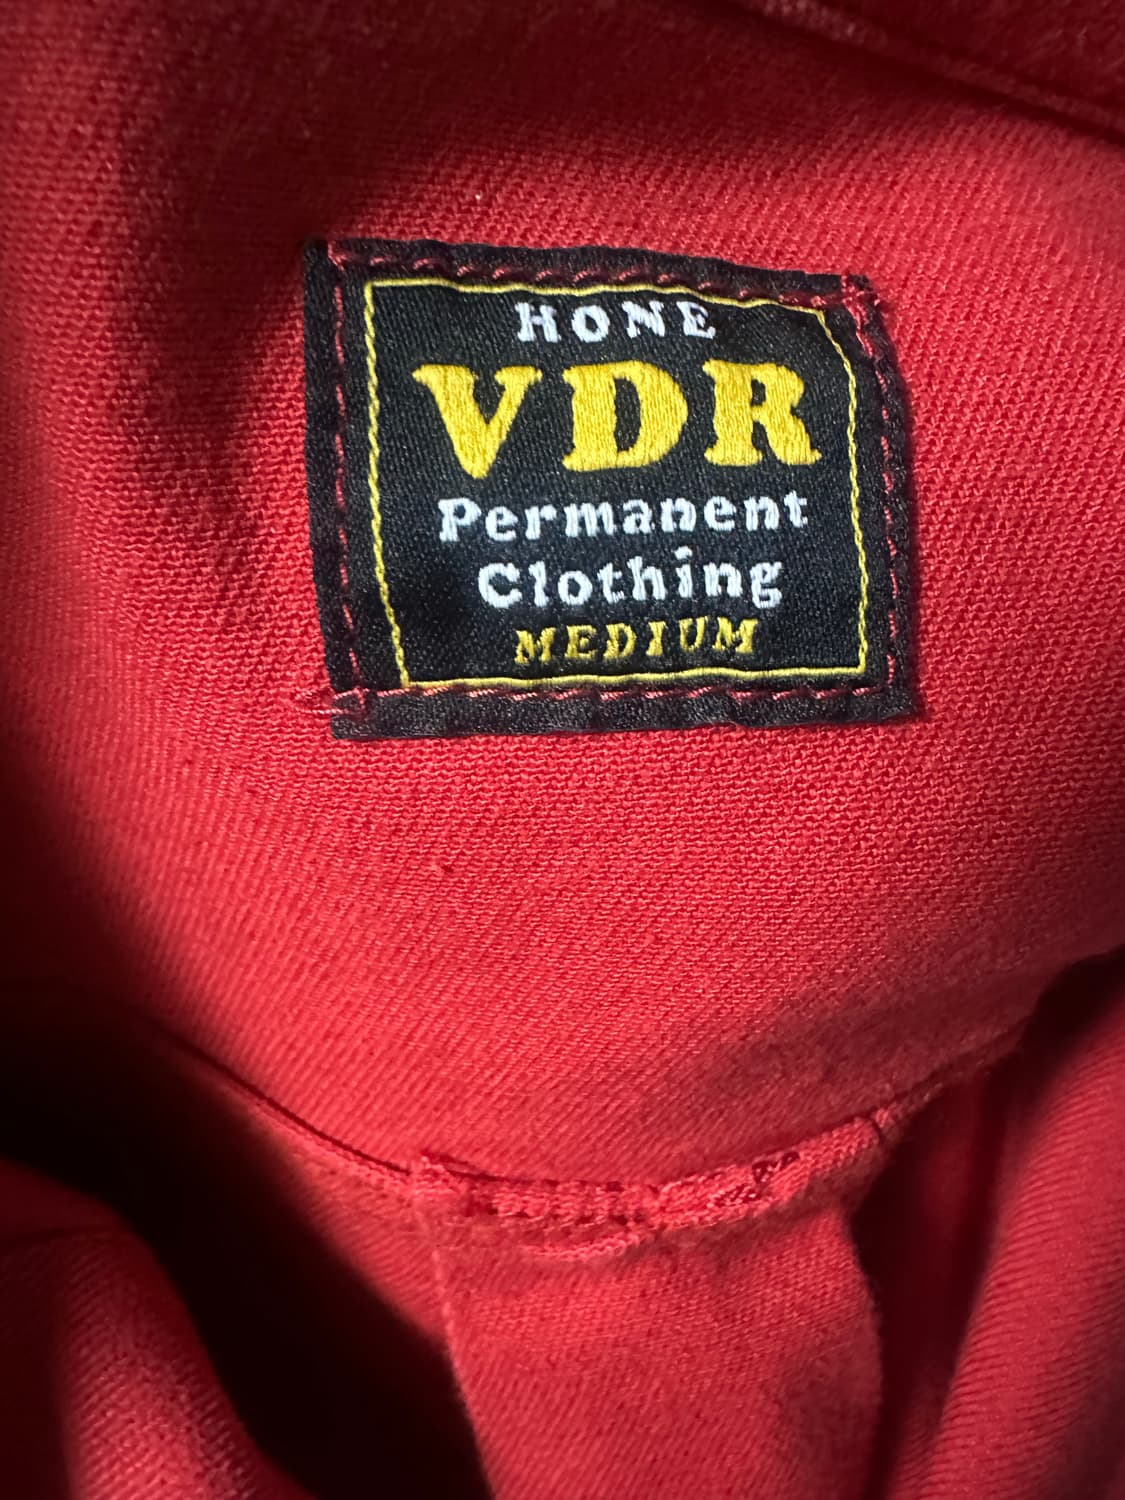 HONE
VDR
Permanent
Clothing
MEDIUM